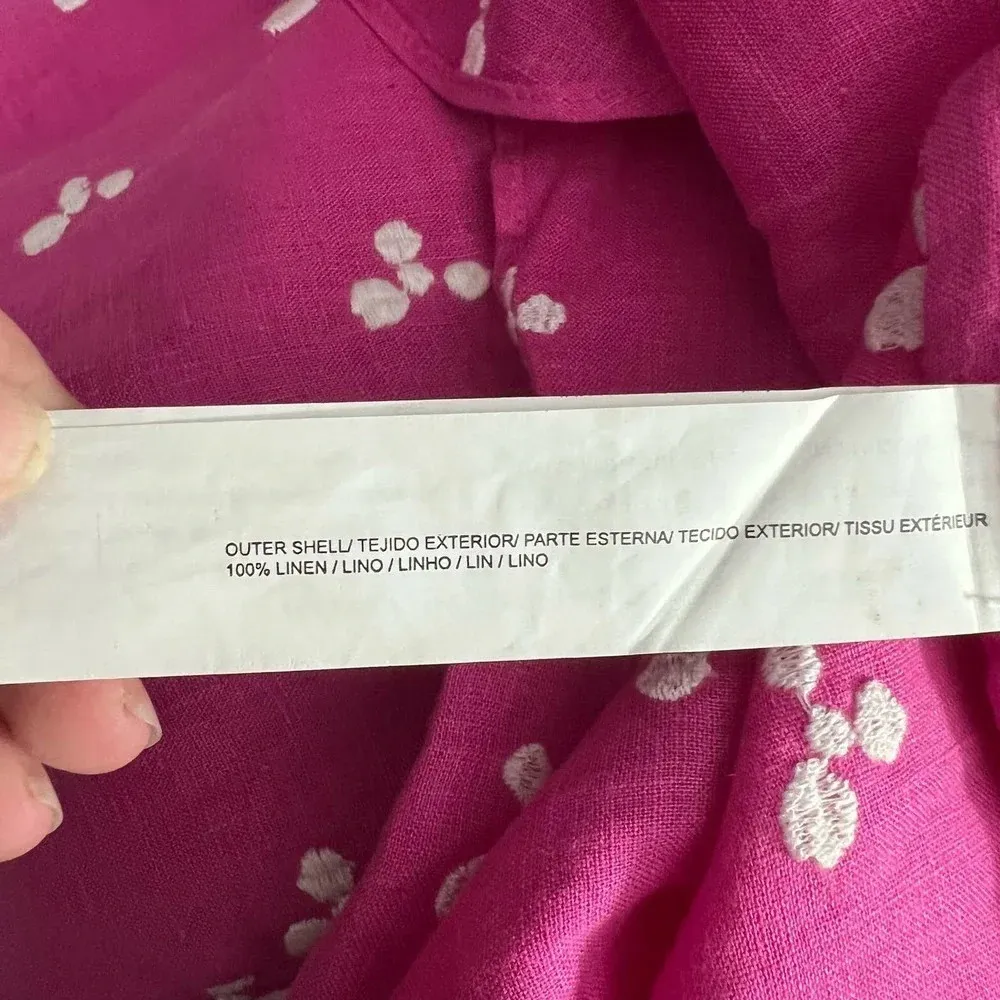 OUTER SHELL/ TEJIDO EXTERIOR/ PARTE ESTERNA/ TECIDO EXTERIOR/ TISSU EXTÉRIEUR
100% LINEN / LINO / LINHO / LIN / LINO